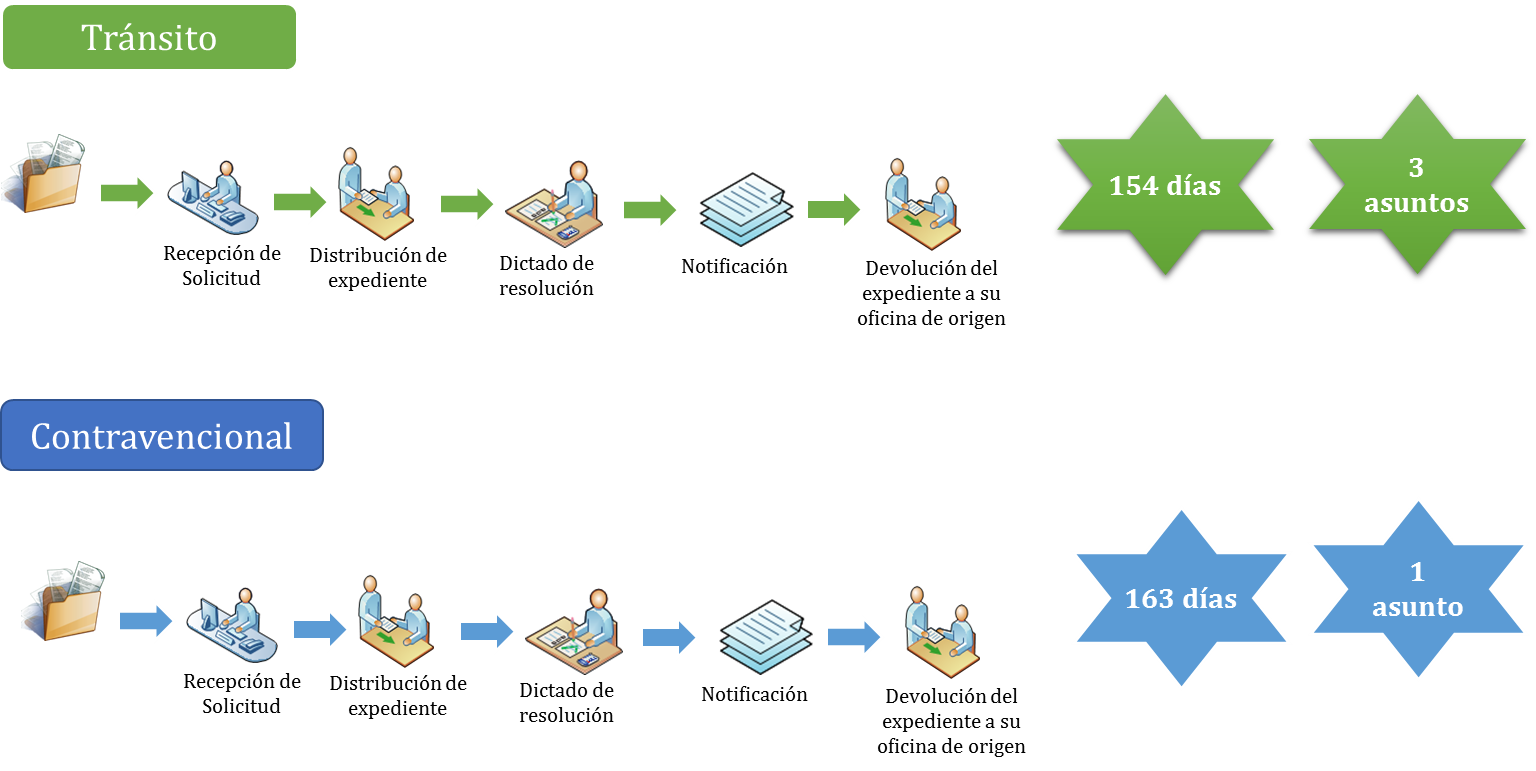 Tránsito
Recepción de
Solicitud
Distribución de
expediente
Dictado de
resolución
Notificación
Devolución del
expediente a su
oficina de origen
154 días
3
asuntos
Contravencional
Recepción de
Solicitud
Distribución de
expediente
Dictado de
resolución
Notificación
Devolución del
expediente a su
oficina de origen
163 días
1
asunto